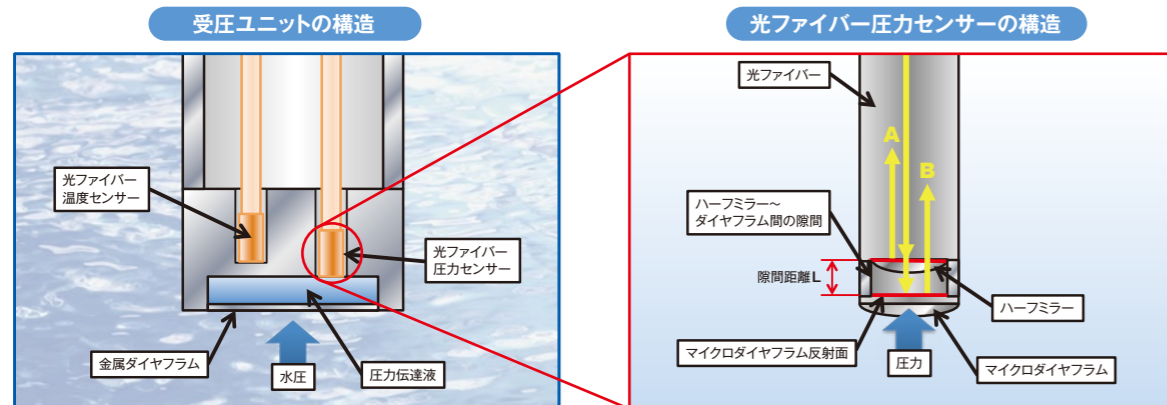 受圧ユニットの構造
光ファイバー圧力センサーの構造
光ファイバー
温度センサー
光ファイバー
圧力センサー
金属ダイヤフラム
水圧
圧力伝達液
光ファイバー
A
B
ハーフミラー〜
ダイヤフラム間の隙間
隙間距離L
ハーフミラー
マイクロダイヤフラム反射面
圧力
マイクロダイヤフラム